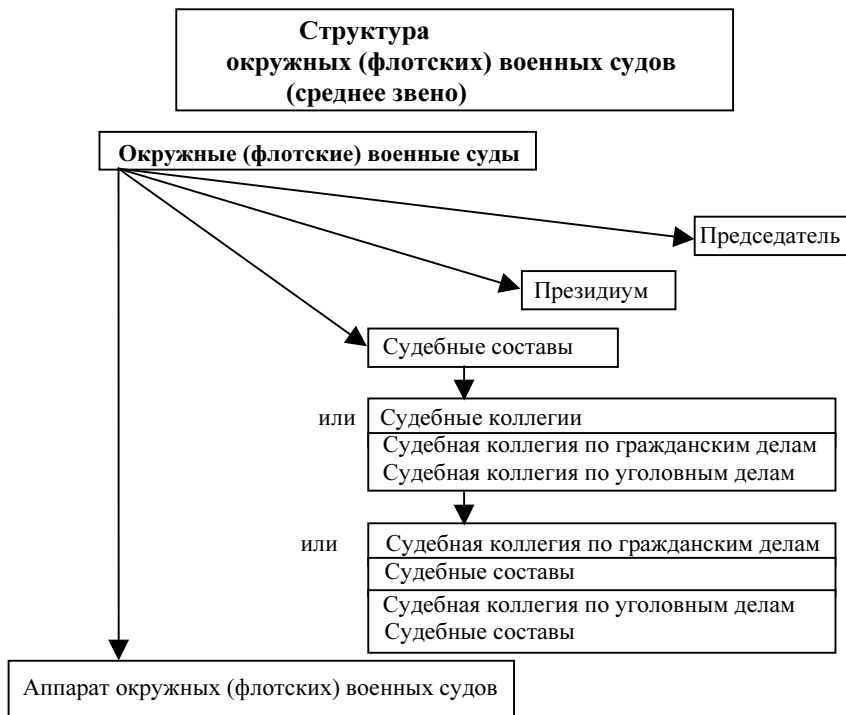 Структура
окружных (флотских) военных судов
(среднее звено)
Окружные (флотские) военные суды
Председатель
Президиум
Судебные составы
или
Судебные коллегии
Судебная коллегия по гражданским делам
Судебная коллегия по уголовным делам
или
Судебная коллегия по гражданским делам
Судебные составы
Судебная коллегия по уголовным делам
Судебные составы
Аппарат окружных (флотских) военных судов